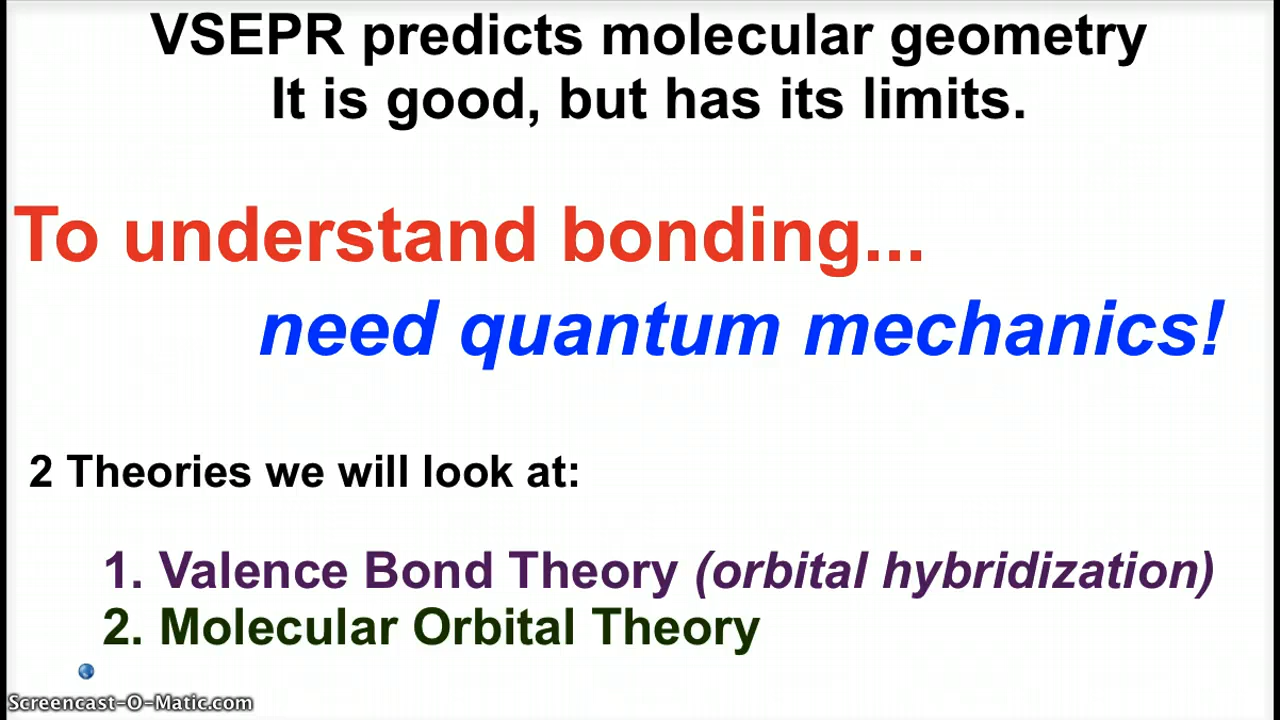 VSEPR predicts molecular geometry
It is good, but has its limits.
To understand bonding...
need quantum mechanics!
2 Theories we will look at:
1. Valence Bond Theory (orbital hybridization)
2. Molecular Orbital Theory
Screencast-O-Matic.com